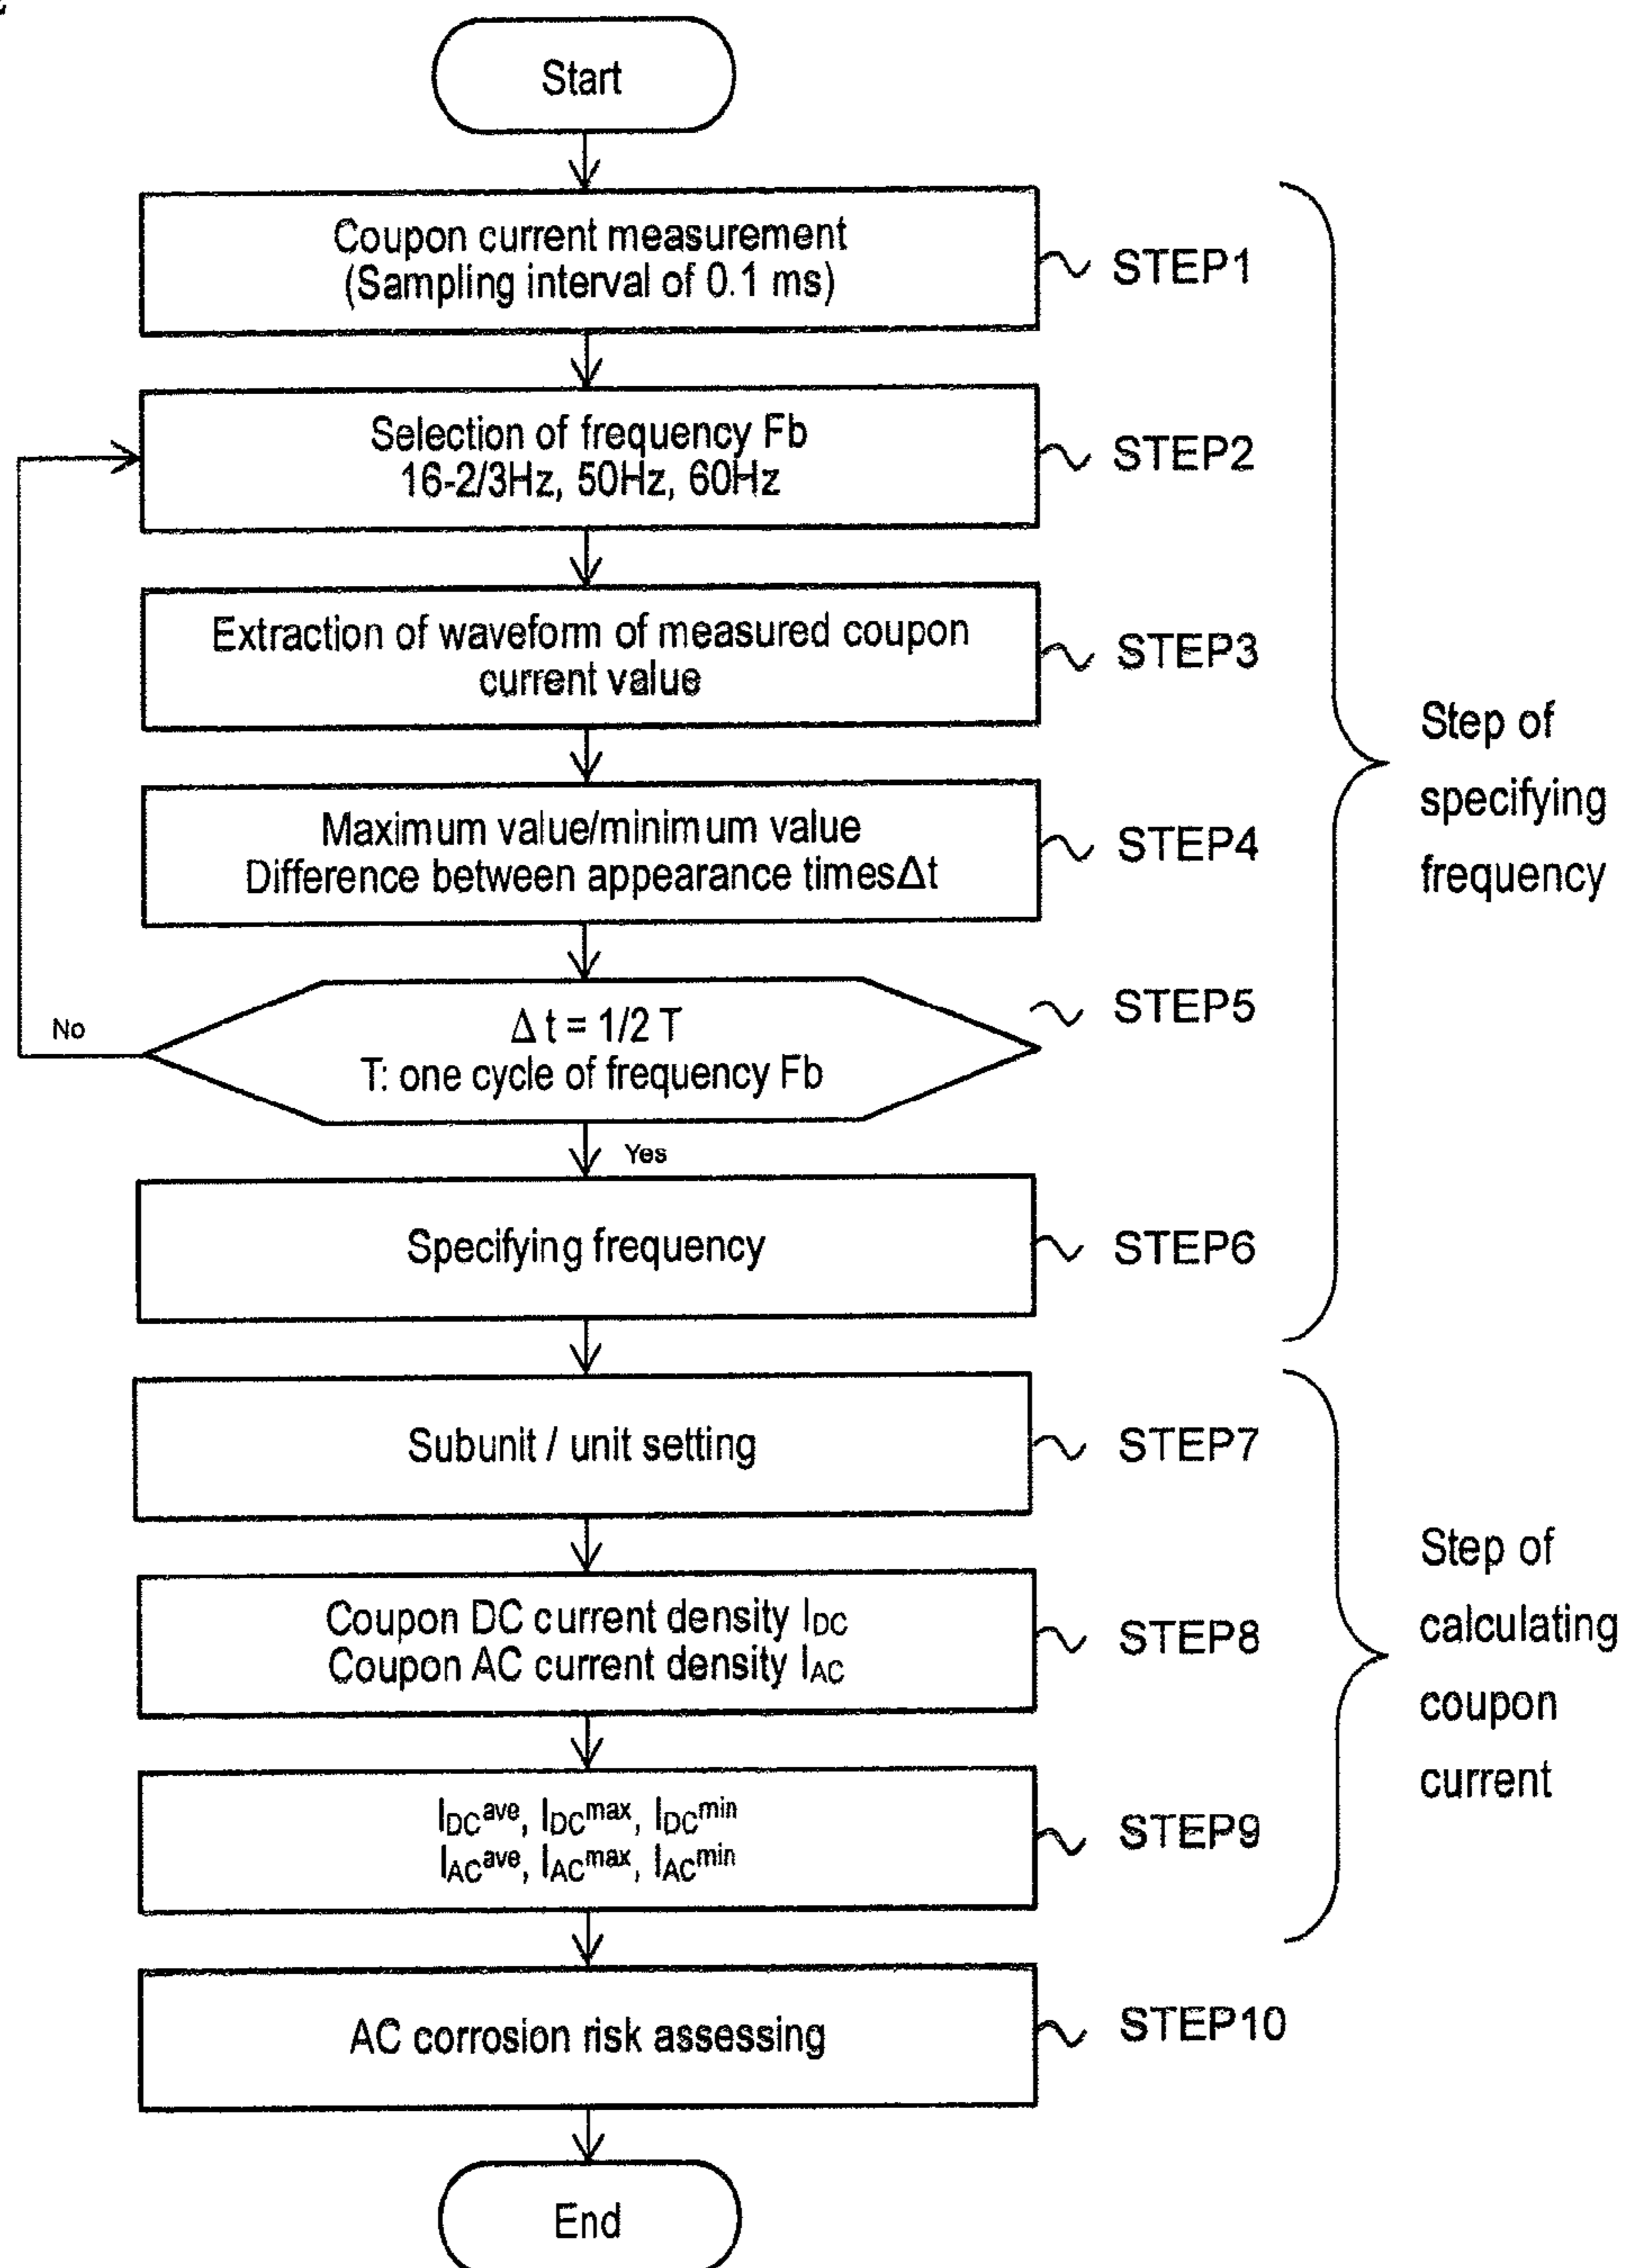 Start
Coupon current measurement
(Sampling interval of 0.1 ms)
STEP1
Selection of frequency Fb
16-2/3Hz, 50Hz, 60Hz
STEP2
Extraction of waveform of measured coupon
current value
STEP3
Maximum value/minimum value
Difference between appearance timesΔt
STEP4
Step of
specifying
frequency
Δ t = 1/2 T
T: one cycle of frequency Fb
STEP5
No
Yes
Specifying frequency
STEP6
Subunit / unit setting
STEP7
Coupon DC current density IDC
Coupon AC current density IAC
STEP8
Step of
calculating
coupon
current
IDCave, IDCmax, IDCmin
IACave, IACmax, IACmin
STEP9
AC corrosion risk assessing
STEP10
End